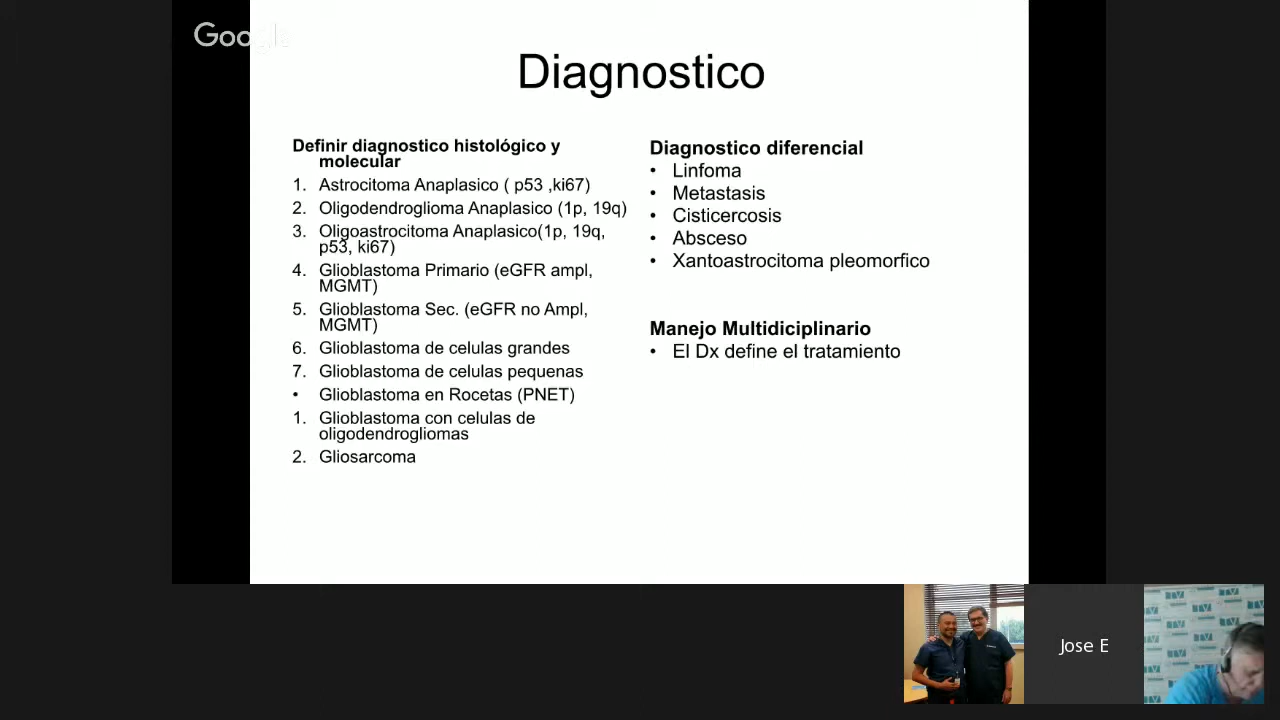 Google
Diagnostico
Definir diagnostico histológico y
molecular
1. Astrocitoma Anaplasico ( p53 ,ki67)
2. Oligodendroglioma Anaplasico (1p, 19q)
3. Oligoastrocitoma Anaplasico(1p, 19q,
p53, ki67)
4. Glioblastoma Primario (eGFR ampl,
MGMT)
5. Glioblastoma Sec. (eGFR no Ampl,
MGMT)
6. Glioblastoma de celulas grandes
7. Glioblastoma de celulas pequenas
• Glioblastoma en Rocetas (PNET)
1. Glioblastoma con celulas de
oligodendrogliomas
2. Gliosarcoma
Diagnostico diferencial
• Linfoma
• Metastasis
• Cisticercosis
• Absceso
• Xantoastrocitoma pleomorfico
Manejo Multidiciplinario
• El Dx define el tratamiento
Jose E